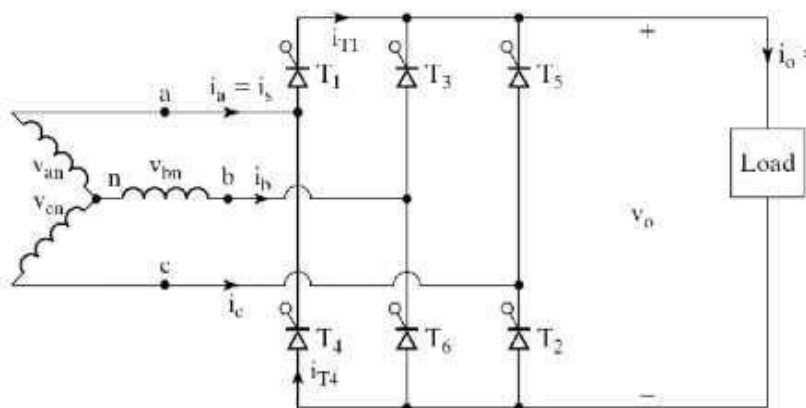 i_T1
+
T_1
T_3
T_5
i_o =
a
i_a = i_s
v_an
n
v_bn
b
i_b
Load
v_cn
v_o
c
i_c
T_4
T_6
T_2
i_T4
−